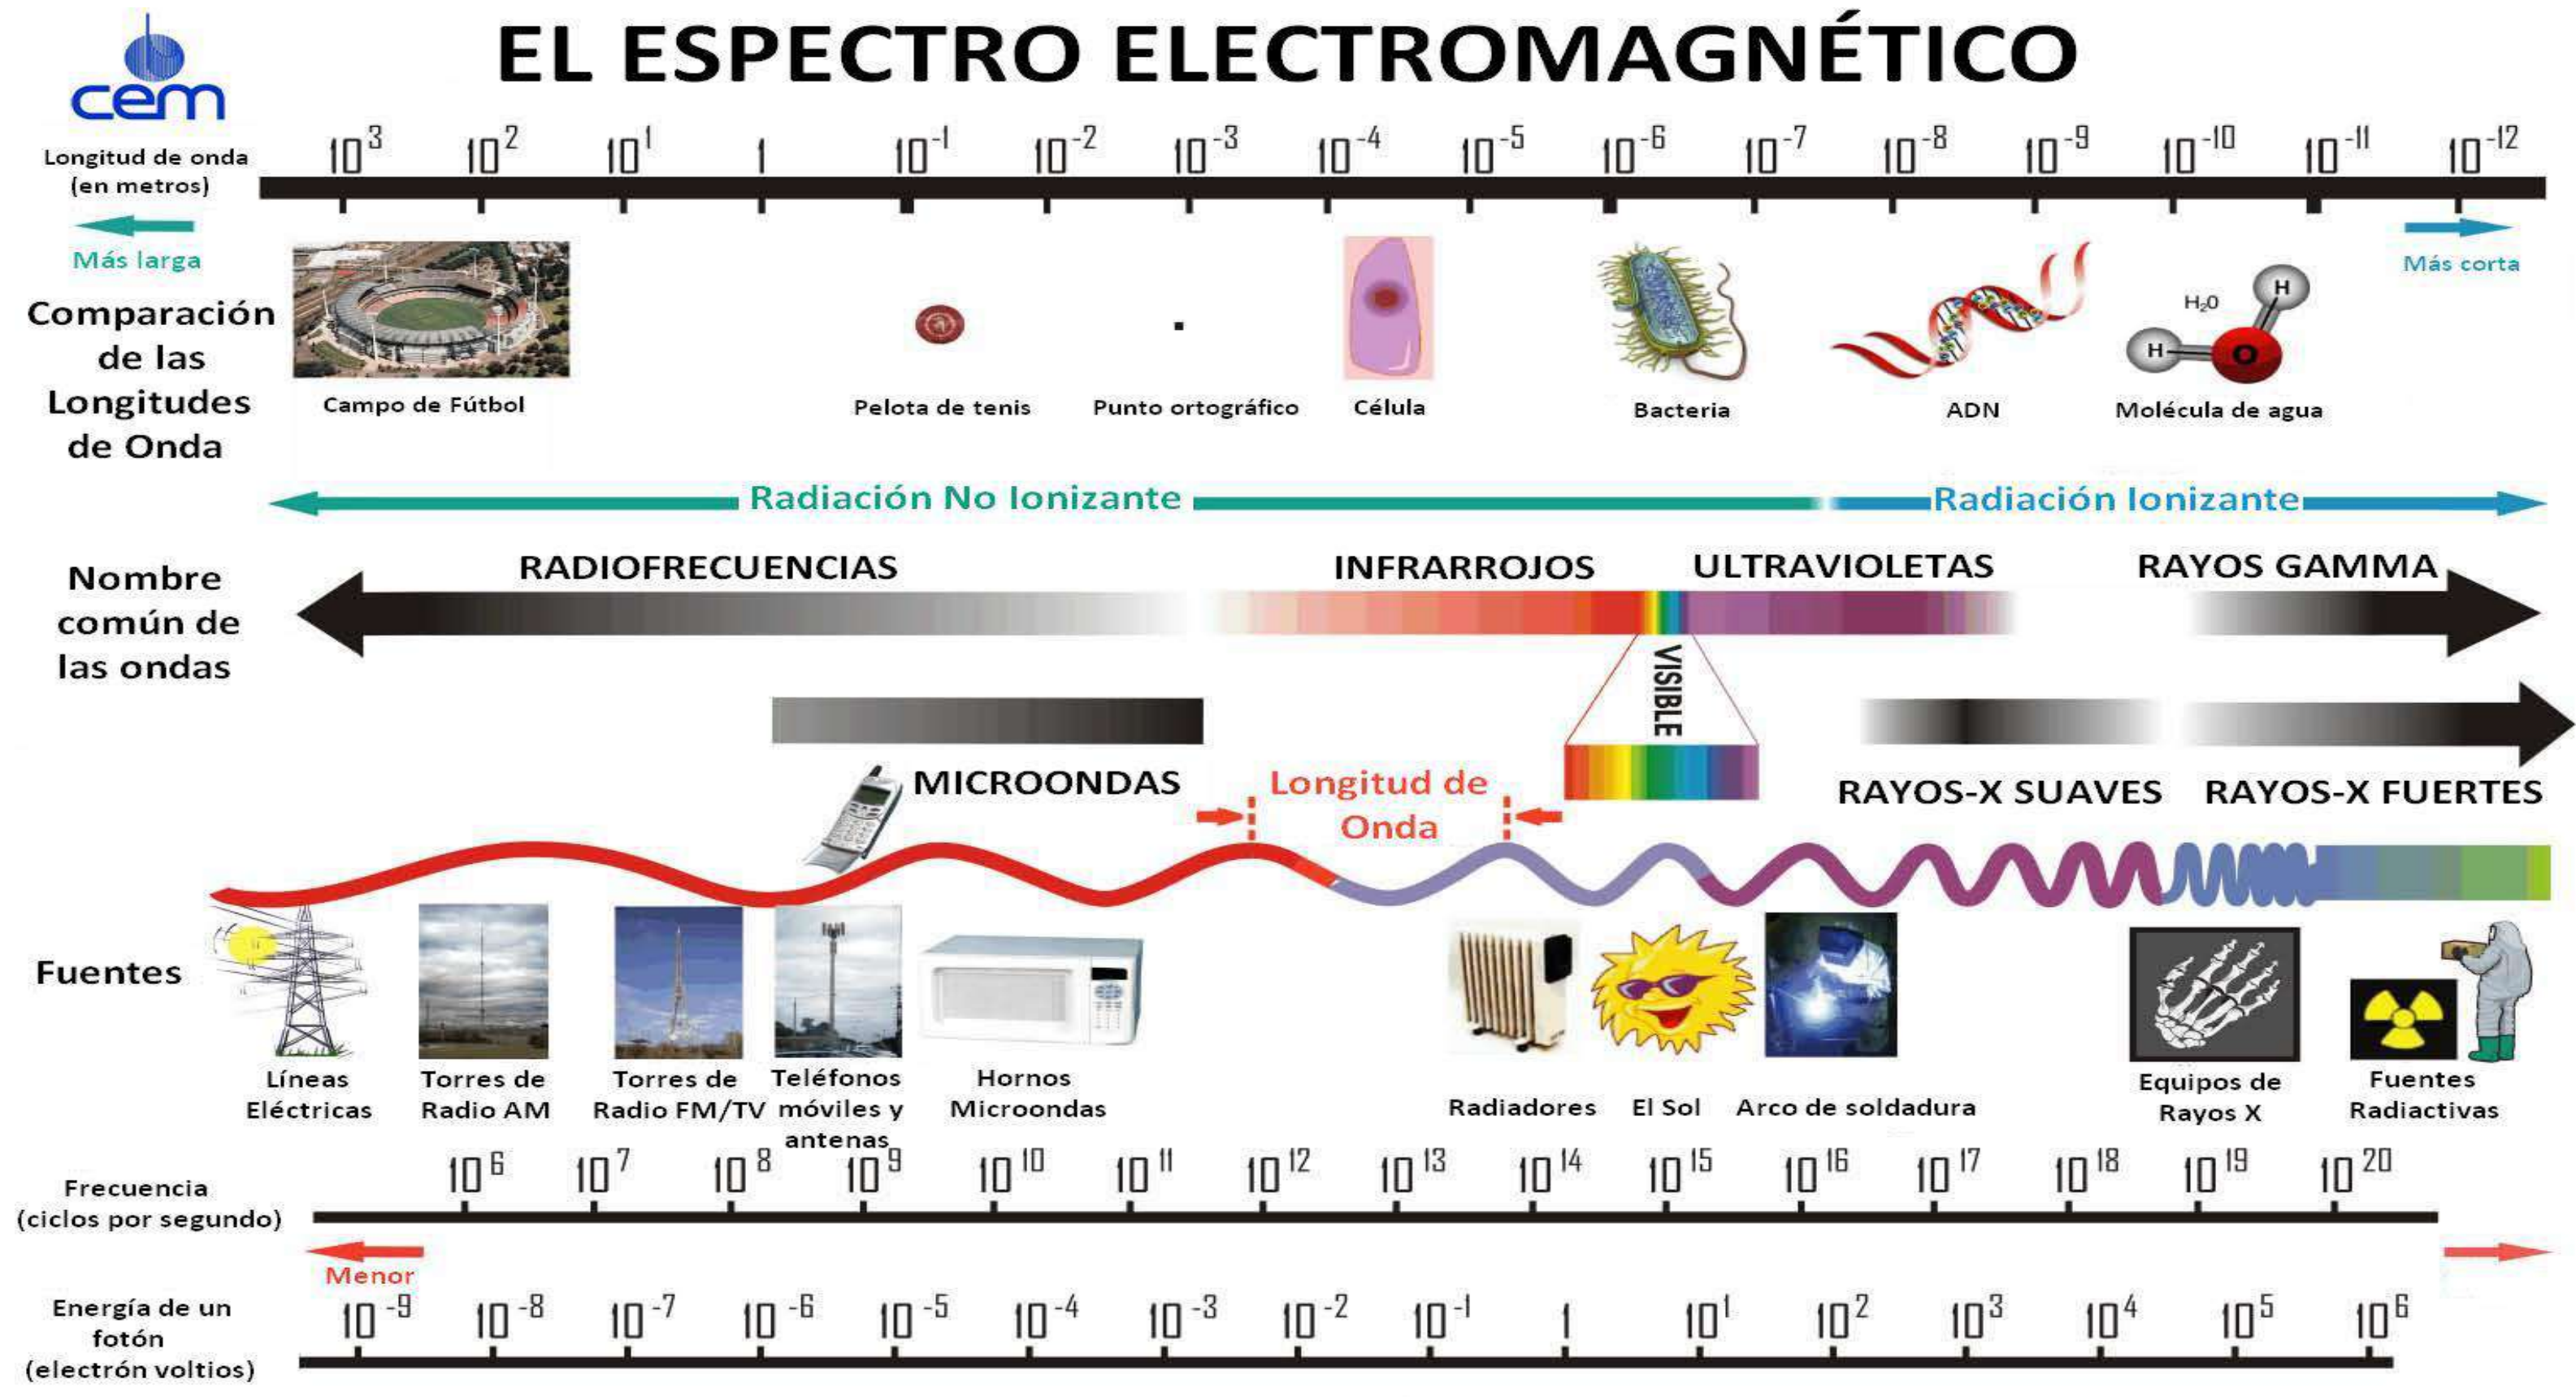 cem
EL ESPECTRO ELECTROMAGNÉTICO
Longitud de onda
(en metros)
10³ 10² 10¹ 1 10⁻¹ 10⁻² 10⁻³ 10⁻⁴ 10⁻⁵ 10⁻⁶ 10⁻⁷ 10⁻⁸ 10⁻⁹ 10⁻¹⁰ 10⁻¹¹ 10⁻¹²
Más larga
Más corta
Comparación
de las
Longitudes
de Onda
H₂O
H
H
O
Campo de Fútbol
Pelota de tenis
Punto ortográfico
Célula
Bacteria
ADN
Molécula de agua
Radiación No Ionizante
Radiación Ionizante
Nombre
común de
las ondas
RADIOFRECUENCIAS
INFRARROJOS
ULTRAVIOLETAS
RAYOS GAMMA
VISIBLE
MICROONDAS
Longitud de
Onda
RAYOS-X SUAVES
RAYOS-X FUERTES
Fuentes
Líneas
Eléctricas
Torres de
Radio AM
Torres de
Radio FM/TV
Teléfonos
móviles y
antenas
Hornos
Microondas
Radiadores
El Sol
Arco de soldadura
Equipos de
Rayos X
Fuentes
Radiactivas
Frecuencia
(ciclos por segundo)
10⁶ 10⁷ 10⁸ 10⁹ 10¹⁰ 10¹¹ 10¹² 10¹³ 10¹⁴ 10¹⁵ 10¹⁶ 10¹⁷ 10¹⁸ 10¹⁹ 10²⁰
Menor
Energía de un
fotón
(electrón voltios)
10⁻⁹ 10⁻⁸ 10⁻⁷ 10⁻⁶ 10⁻⁵ 10⁻⁴ 10⁻³ 10⁻² 10⁻¹ 1 10¹ 10² 10³ 10⁴ 10⁵ 10⁶